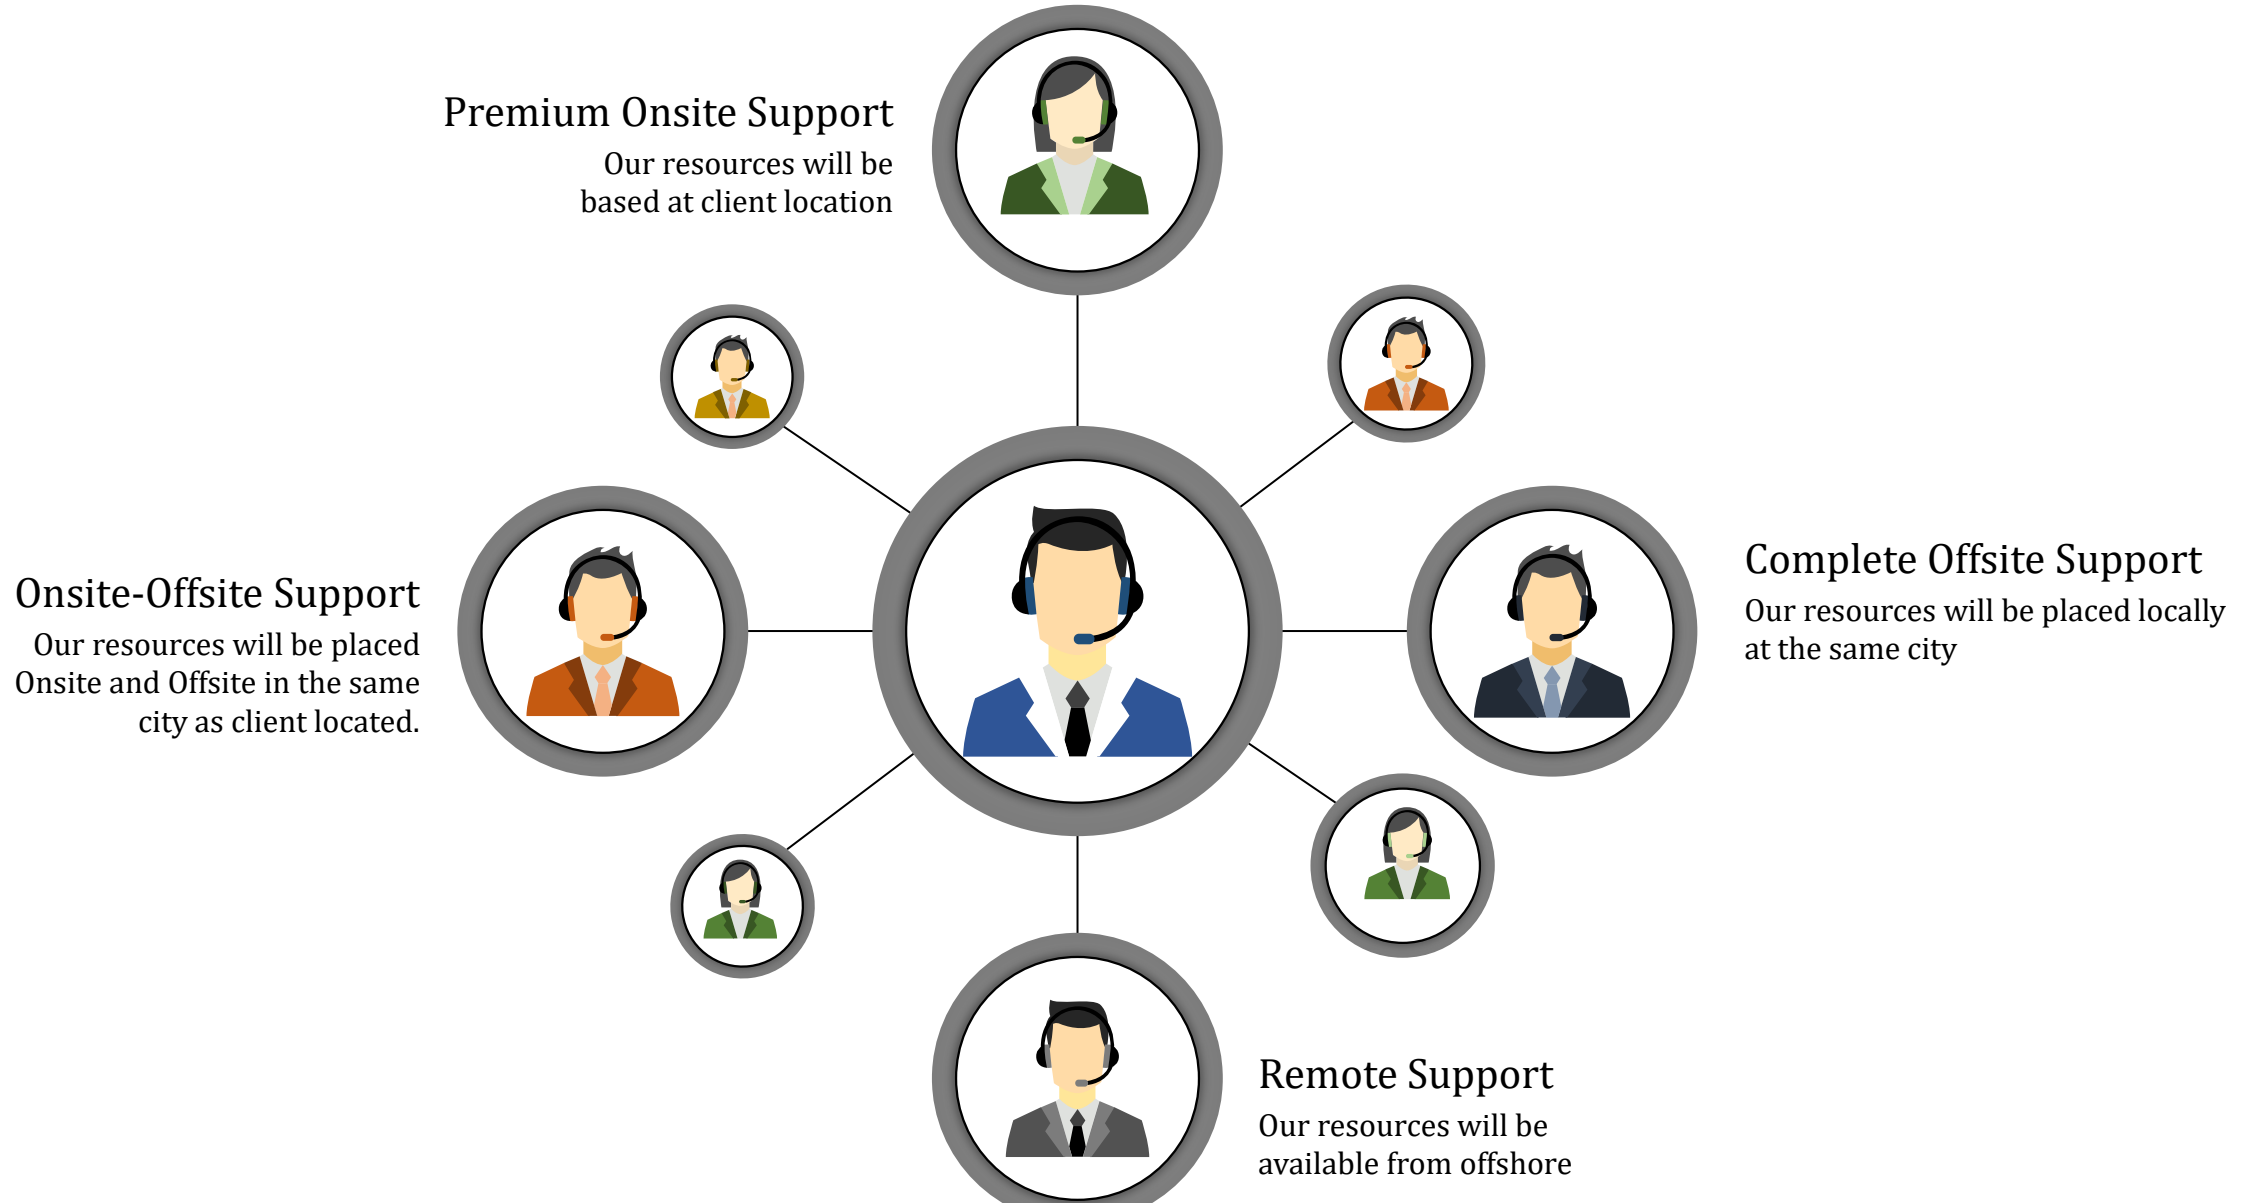 Premium Onsite Support
Our resources will be
based at client location
Onsite-Offsite Support
Our resources will be placed
Onsite and Offsite in the same
city as client located.
Complete Offsite Support
Our resources will be placed locally
at the same city
Remote Support
Our resources will be
available from offshore